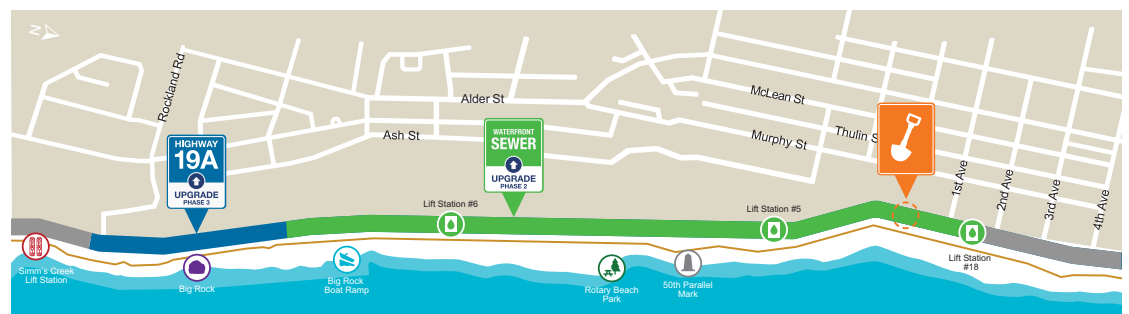 N
Rockland Rd
Alder St
Ash St
McLean St
Murphy St
Thulin S
1st Ave
2nd Ave
3rd Ave
4th Ave
HIGHWAY
19A
UPGRADE
PHASE 3
WATERFRONT
SEWER
UPGRADE
PHASE 2
Lift Station #6
Lift Station #5
Lift Station
#18
Simm's Creek
Lift Station
Big Rock
Big Rock
Boat Ramp
Rotary Beach
Park
50th Parallel
Mark